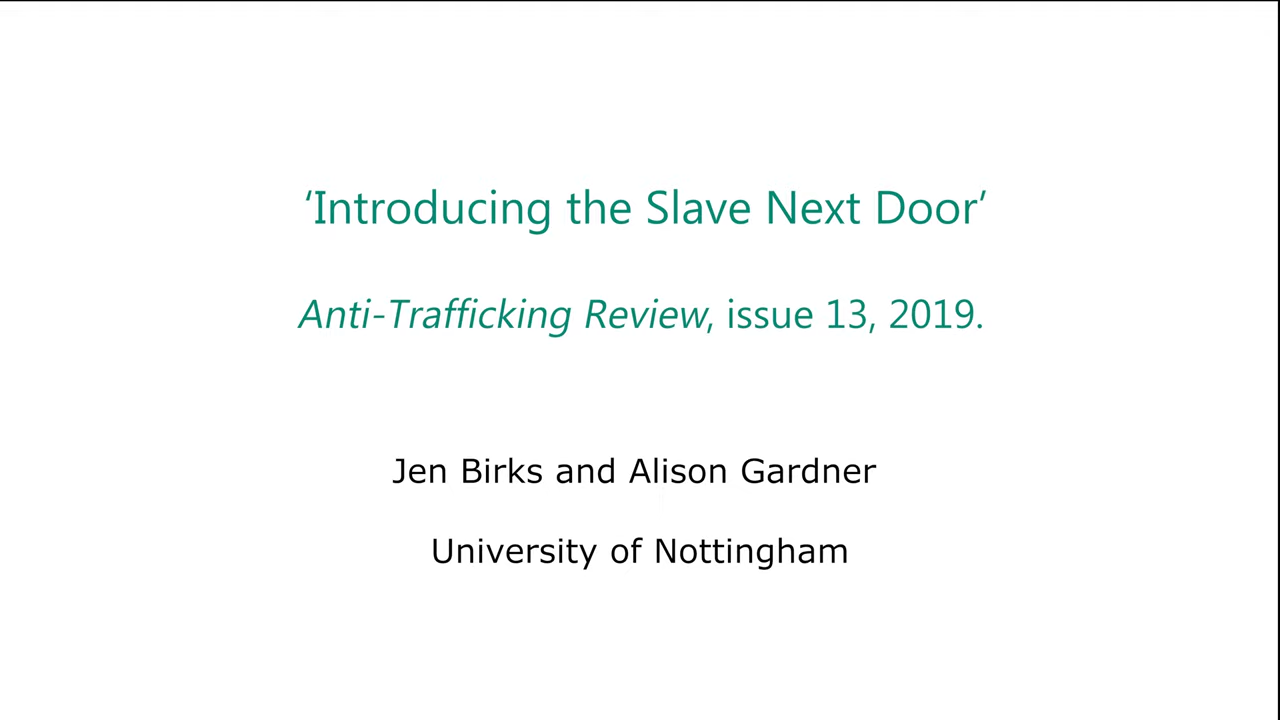 ‘Introducing the Slave Next Door’
Anti-Trafficking Review, issue 13, 2019.
Jen Birks and Alison Gardner
University of Nottingham